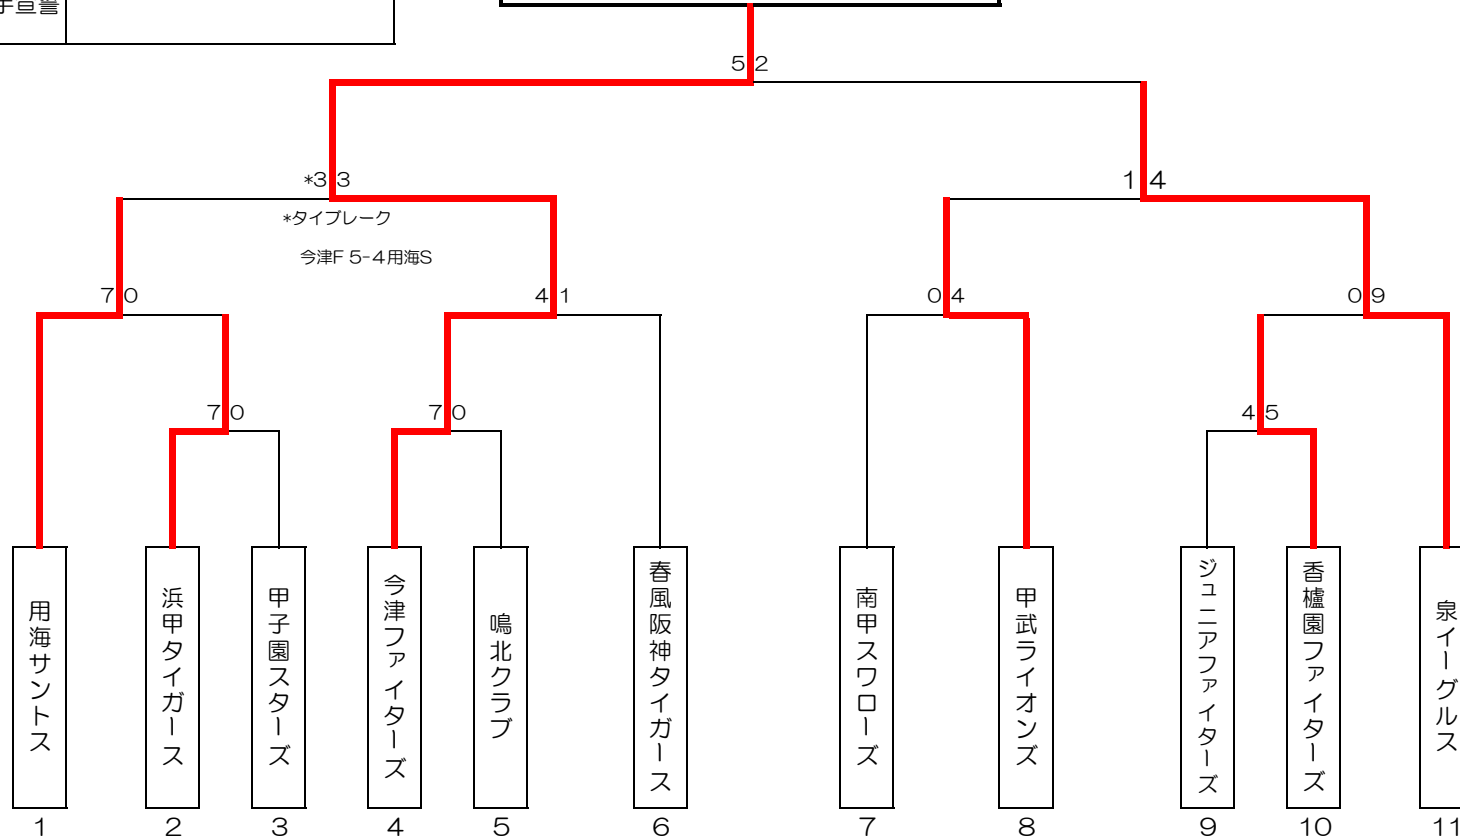 手宣誓
5 2
*3 3
1 4
*タイブレーク
今津F 5-4用海S
7 0
4 1
0 4
0 9
7 0
7 0
4 5
用海サントス
浜甲タイガース
甲子園スターズ
今津ファイターズ
鳴北クラブ
春風阪神タイガース
南甲スワローズ
甲武ライオンズ
ジュニアファイターズ
香櫨園ファイターズ
泉イーグルス
1 2 3 4 5 6 7 8 9 10 11